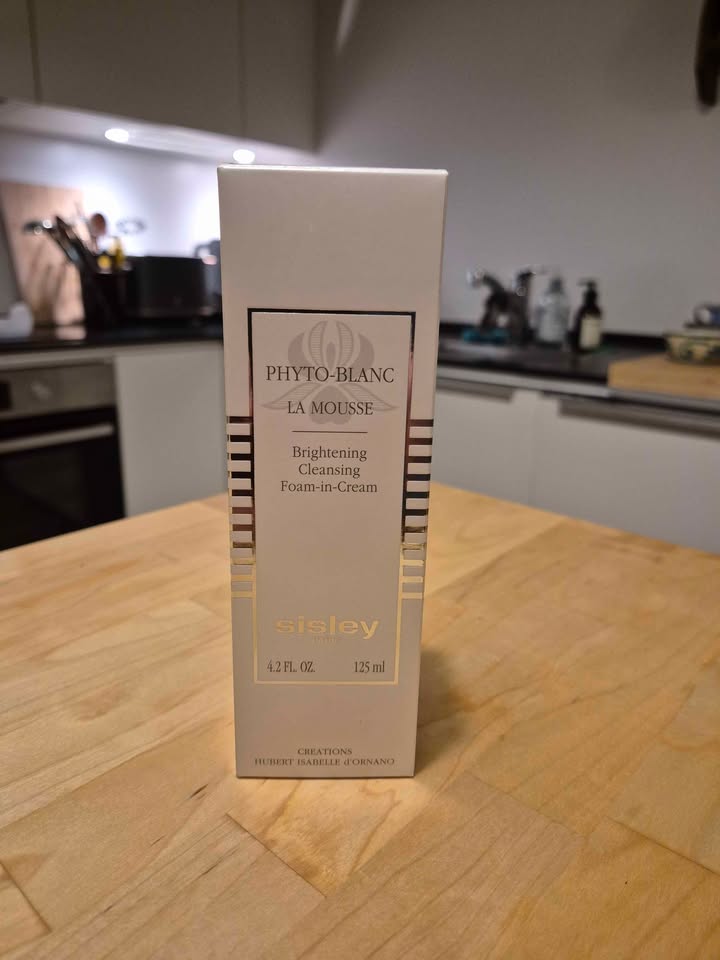 PHYTO-BLANC
LA MOUSSE
Brightening
Cleansing
Foam-in-Cream
sisley
PARIS
4.2 FL. OZ. 125 ml
CREATIONS
HUBERT ISABELLE d'ORNANO